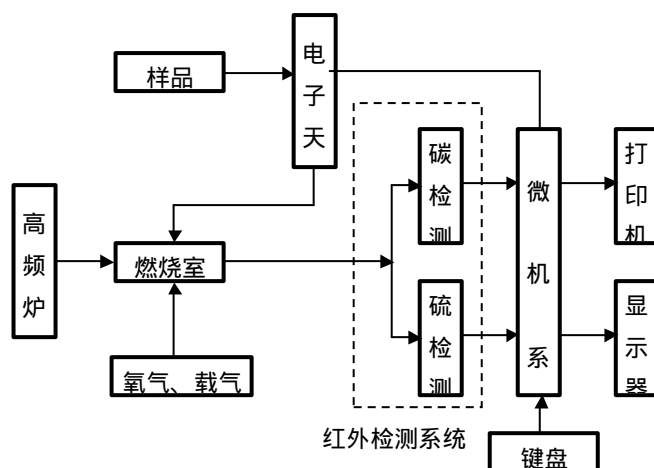 样品
电子天
碳检测
微机系
打印机
高频炉
燃烧室
硫检测
显示器
氧气、载气
红外检测系统
键盘